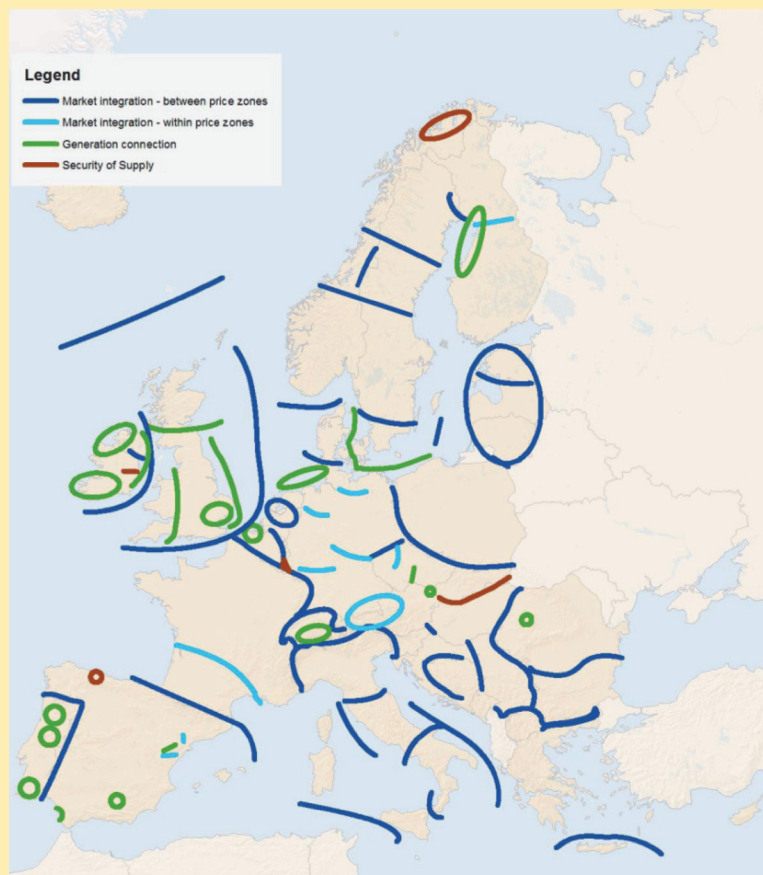 Legend
Market integration - between price zones
Market integration - within price zones
Generation connection
Security of Supply